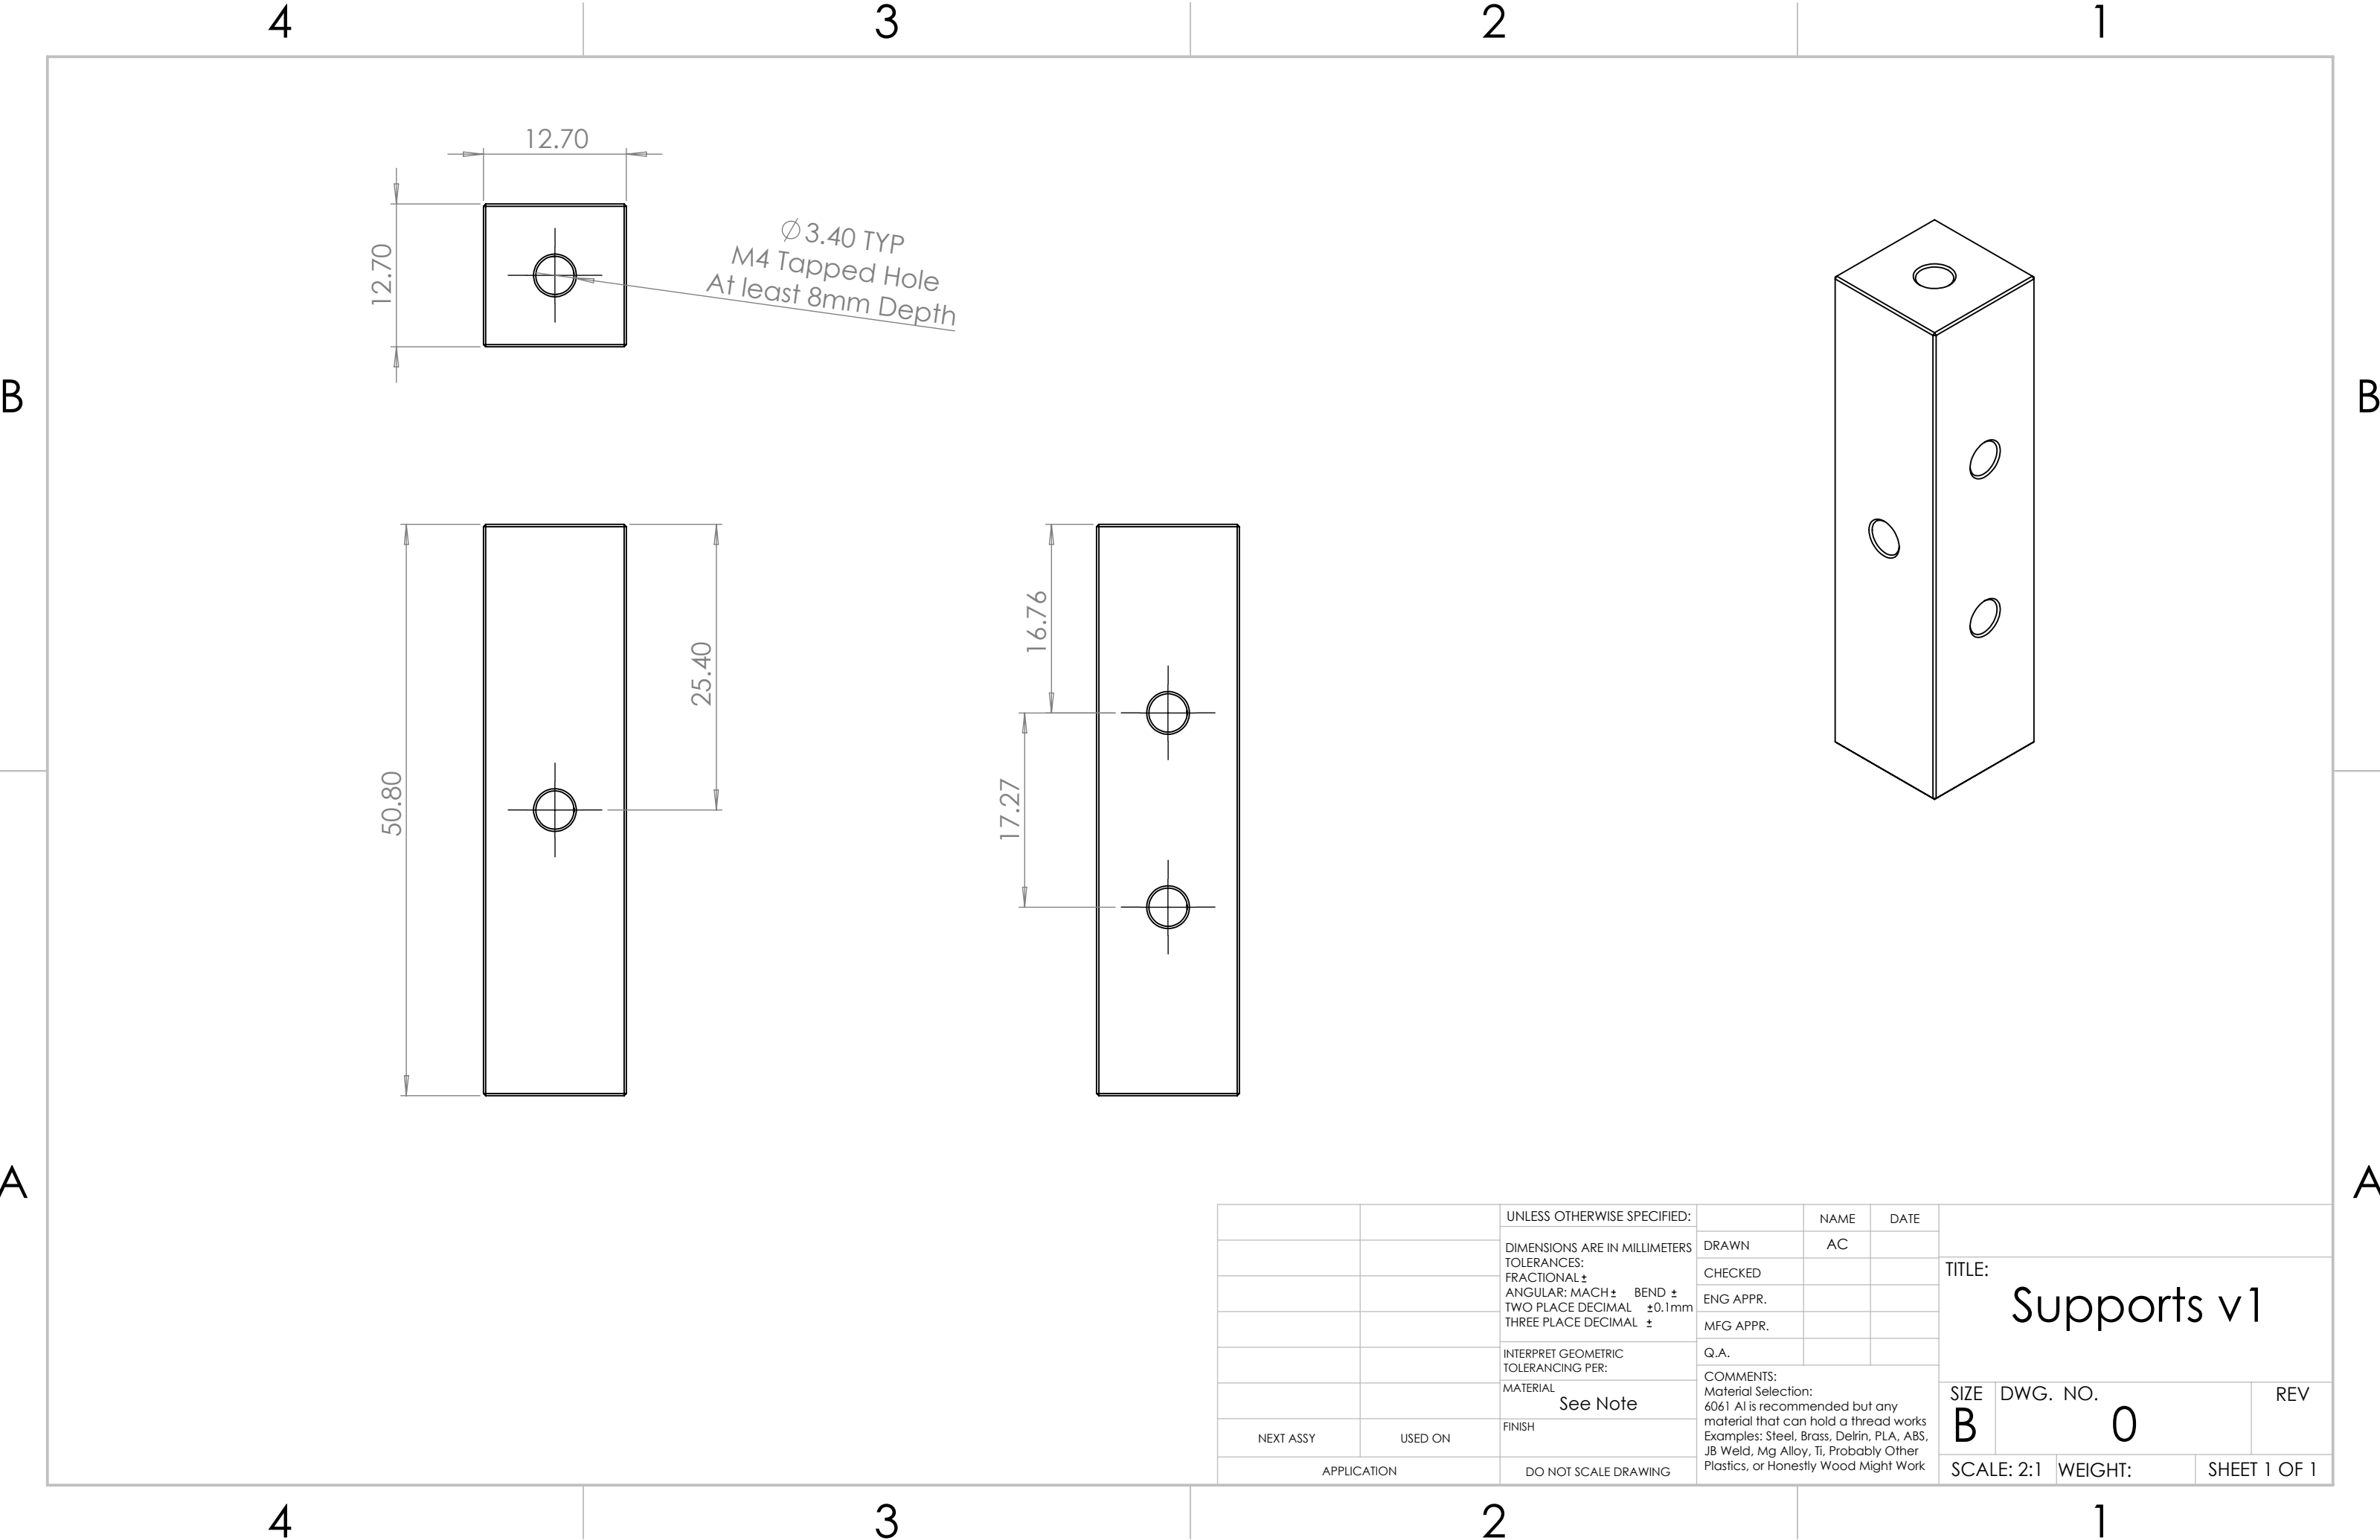 4 3 2 1
12.70
12.70
⌀3.40 TYP
M4 Tapped Hole
At least 8mm Depth
B B
50.80
25.40
16.76
17.27
A A
UNLESS OTHERWISE SPECIFIED:
DIMENSIONS ARE IN MILLIMETERS
TOLERANCES:
FRACTIONAL ±
ANGULAR: MACH ± BEND ±
TWO PLACE DECIMAL ±0.1mm
THREE PLACE DECIMAL ±
INTERPRET GEOMETRIC
TOLERANCING PER:
MATERIAL
See Note
FINISH
NEXT ASSY USED ON
APPLICATION
DO NOT SCALE DRAWING
NAME DATE
DRAWN AC
CHECKED
ENG APPR.
MFG APPR.
Q.A.
COMMENTS:
Material Selection:
6061 Al is recommended but any
material that can hold a thread works
Examples: Steel, Brass, Delrin, PLA, ABS,
JB Weld, Mg Alloy, Ti, Probably Other
Plastics, or Honestly Wood Might Work
TITLE:
Supports v1
SIZE DWG. NO. REV
B 0
SCALE: 2:1 WEIGHT: SHEET 1 OF 1
4 3 2 1